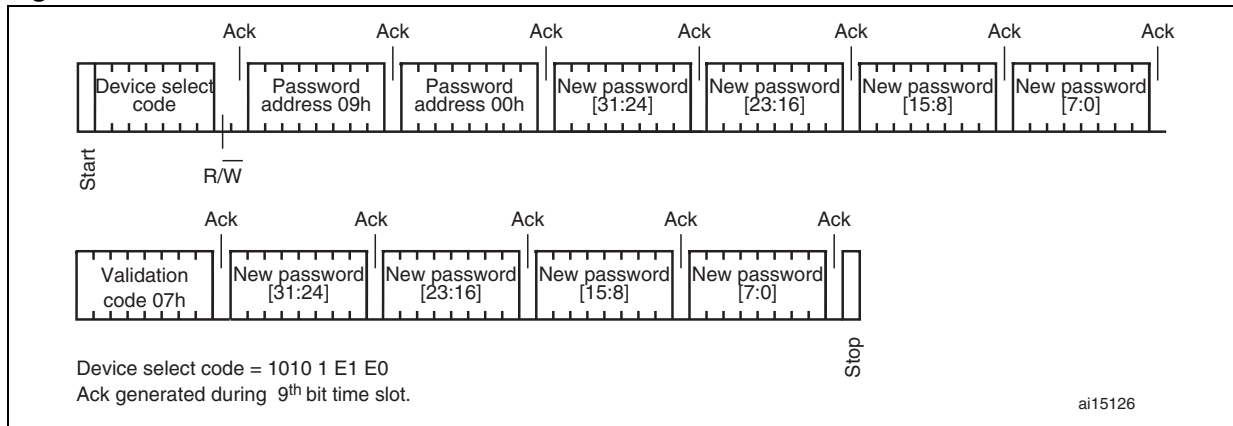 Ack Ack Ack Ack Ack Ack Ack
Device select code
Password address 09h
Password address 00h
New password [31:24]
New password [23:16]
New password [15:8]
New password [7:0]
Start
R/W̅
Ack Ack Ack Ack Ack
Validation code 07h
New password [31:24]
New password [23:16]
New password [15:8]
New password [7:0]
Stop
Device select code = 1010 1 E1 E0
Ack generated during 9th bit time slot.
ai15126